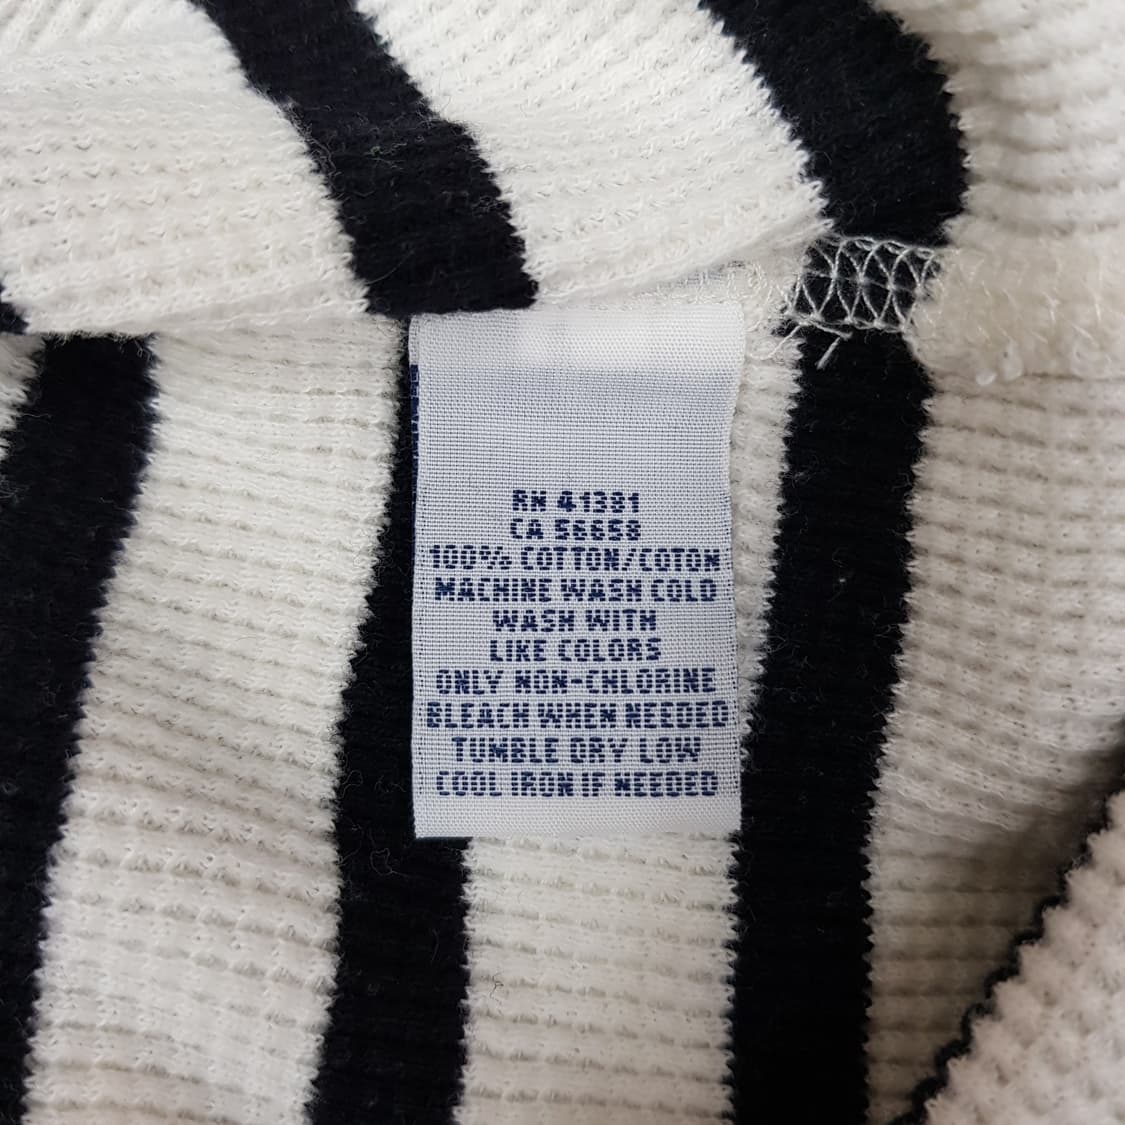 RN 41381
CA 56658
100% COTTON/COTON
MACHINE WASH COLD
WASH WITH
LIKE COLORS
ONLY NON-CHLORINE
BLEACH WHEN NEEDED
TUMBLE DRY LOW
COOL IRON IF NEEDED